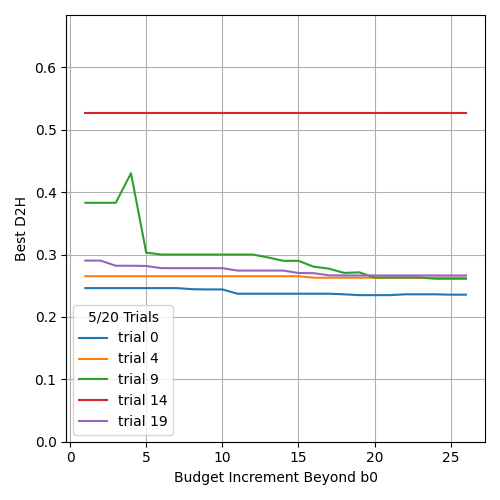 0.6
0.5
0.4
0.3
0.2
0.1
0.0
Best D2H
5/20 Trials
trial 0
trial 4
trial 9
trial 14
trial 19
0 5 10 15 20 25
Budget Increment Beyond b0